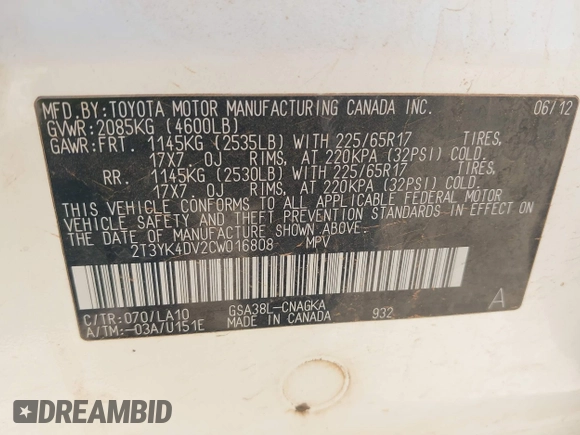 MFD.BY:TOYOTA MOTOR MANUFACTURING CANADA INC. 06/12
GVWR:2085KG (4600LB)
GAWR:FRT. 1145KG (2535LB) WITH 225/65R17 TIRES,
17X7.0J RIMS, AT 220KPA (32PSI) COLD.
RR. 1145KG (2530LB) WITH 225/65R17 TIRES,
17X7.0J RIMS, AT 220KPA (32PSI) COLD.
THIS VEHICLE CONFORMS TO ALL APPLICABLE FEDERAL MOTOR
VEHICLE SAFETY AND THEFT PREVENTION STANDARDS IN EFFECT ON
THE DATE OF MANUFACTURE SHOWN ABOVE.
2T3YK4DV2CW016808 MPV
C/TR:070/LA10 GSA38L-CNAGKA A
A/TM:-03A/U151E MADE IN CANADA 932
DREAMBID